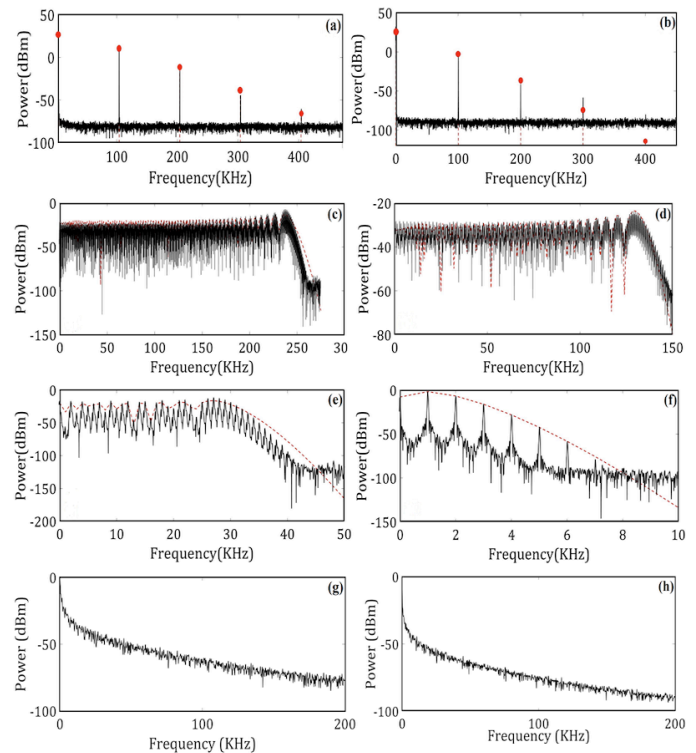 (a)
50
0
-50
-100
100 200 300 400
Power(dBm)
Frequency(KHz)
(b)
50
0
-50
-100
0 100 200 300 400
Power(dBm)
Frequency(KHz)
(c)
0
-50
-100
-150
0 50 100 150 200 250 30
Power(dBm)
Frequency(KHz)
(d)
-20
-40
-60
-80
0 50 100 150
Power(dBm)
Frequency(KHz)
(e)
0
-50
-100
-150
-200
0 10 20 30 40 50
Power(dBm)
Frequency(KHz)
(f)
0
-50
-100
-150
0 2 4 6 8 10
Power(dBm)
Frequency(KHz)
(g)
0
-50
-100
0 100 200
Power (dBm)
Frequency (KHz)
(h)
0
-50
-100
0 100 200
Power (dBm)
Frequency (KHz)